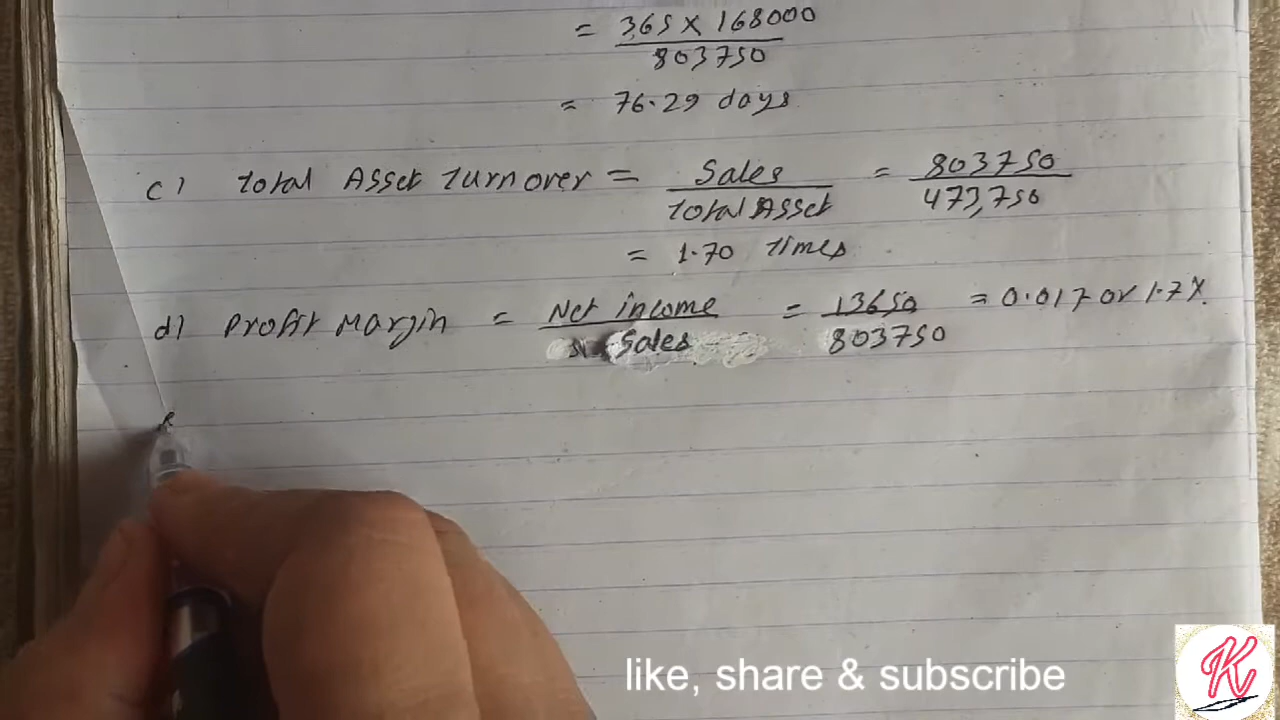 = 365 X 168000
803750
= 76.29 days
c) Total Asset Turnover = Sales = 803750
Total Asset 473,750
= 1.70 Times
d) Profit Margin = Net income = 13650 = 0.017 or 1.7%.
Sales 803750
like, share & subscribe
K